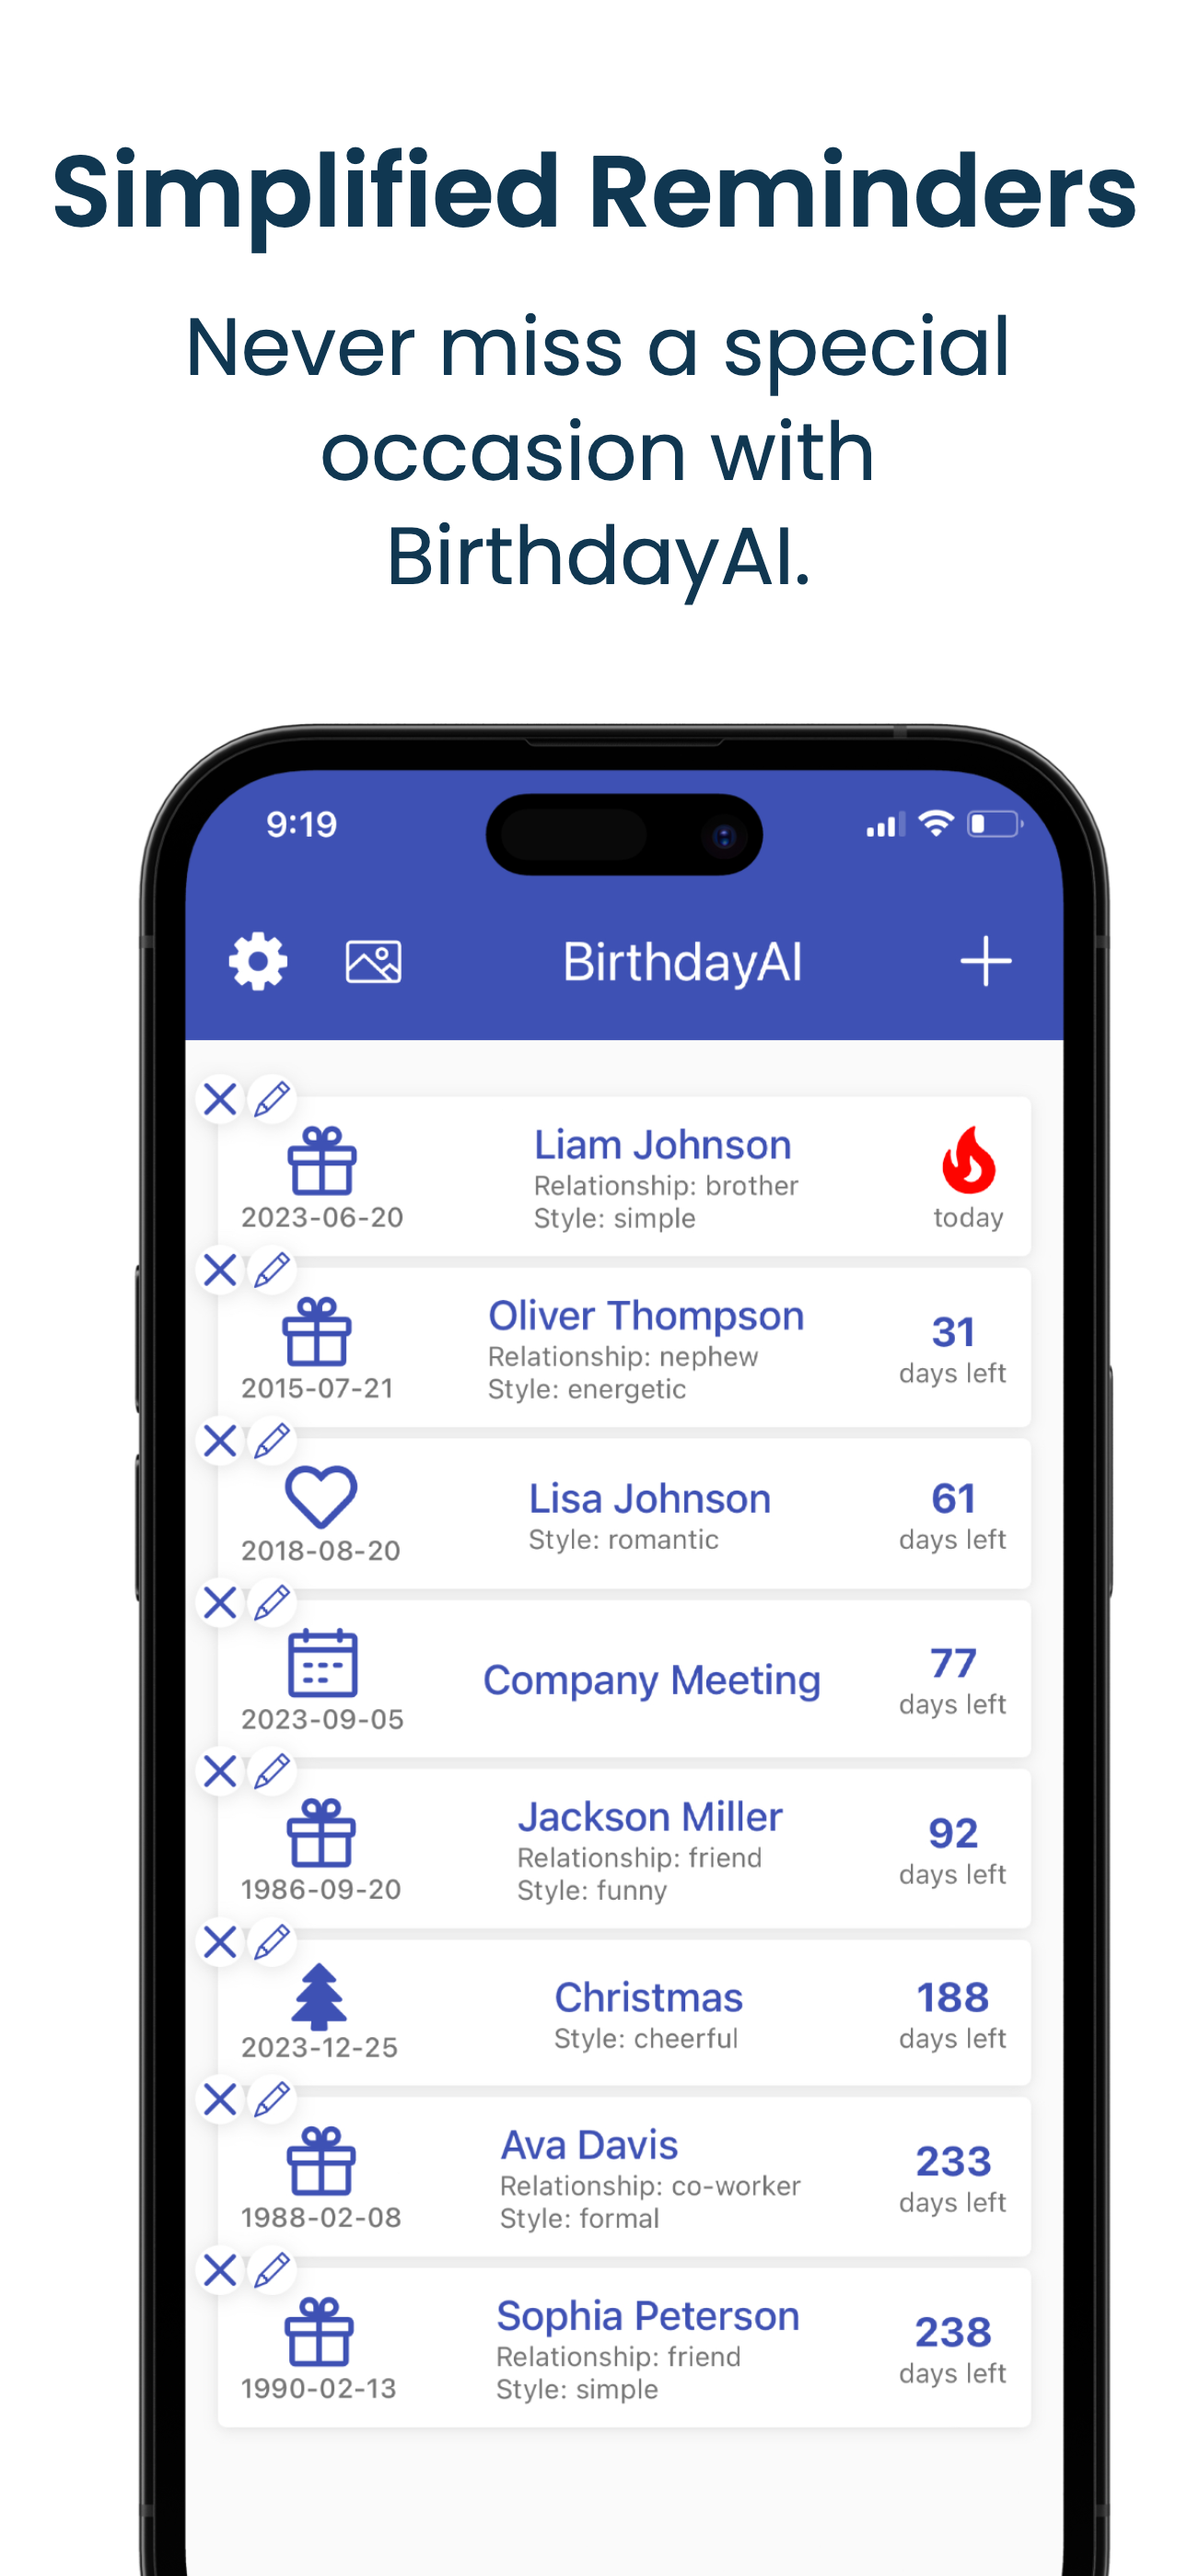 Simplified Reminders
Never miss a special
occasion with
BirthdayAI.
9:19
BirthdayAI
Liam Johnson
Relationship: brother
Style: simple
2023-06-20
today
Oliver Thompson
Relationship: nephew
Style: energetic
2015-07-21
31
days left
Lisa Johnson
Style: romantic
2018-08-20
61
days left
Company Meeting
2023-09-05
77
days left
Jackson Miller
Relationship: friend
Style: funny
1986-09-20
92
days left
Christmas
Style: cheerful
2023-12-25
188
days left
Ava Davis
Relationship: co-worker
Style: formal
1988-02-08
233
days left
Sophia Peterson
Relationship: friend
Style: simple
1990-02-13
238
days left